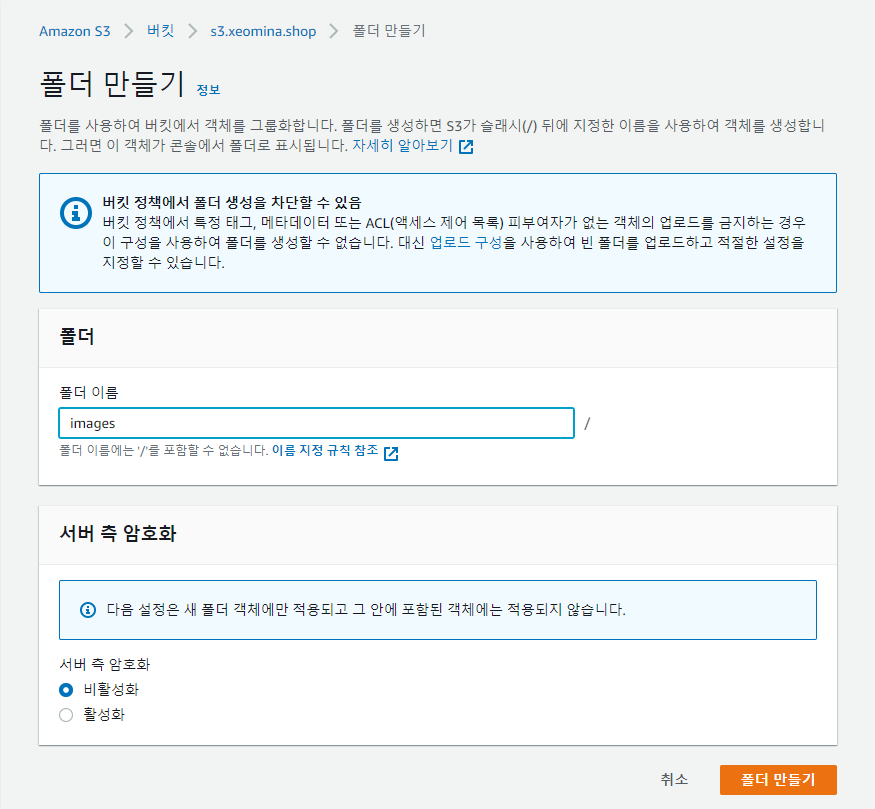 Amazon S3 > 버킷 > s3.xeomina.shop > 폴더 만들기
폴더 만들기 정보
폴더를 사용하여 버킷에서 객체를 그룹화합니다. 폴더를 생성하면 S3가 슬래시(/) 뒤에 지정한 이름을 사용하여 객체를 생성합니
다. 그러면 이 객체가 콘솔에서 폴더로 표시됩니다. 자세히 알아보기
버킷 정책에서 폴더 생성을 차단할 수 있음
버킷 정책에서 특정 태그, 메타데이터 또는 ACL(액세스 제어 목록) 피부여자가 없는 객체의 업로드를 금지하는 경우
이 구성을 사용하여 폴더를 생성할 수 없습니다. 대신 업로드 구성을 사용하여 빈 폴더를 업로드하고 적절한 설정을
지정할 수 있습니다.
폴더
폴더 이름
images /
폴더 이름에는 '/'를 포함할 수 없습니다. 이름 지정 규칙 참조
서버 측 암호화
다음 설정은 새 폴더 객체에만 적용되고 그 안에 포함된 객체에는 적용되지 않습니다.
서버 측 암호화
비활성화
활성화
취소 폴더 만들기